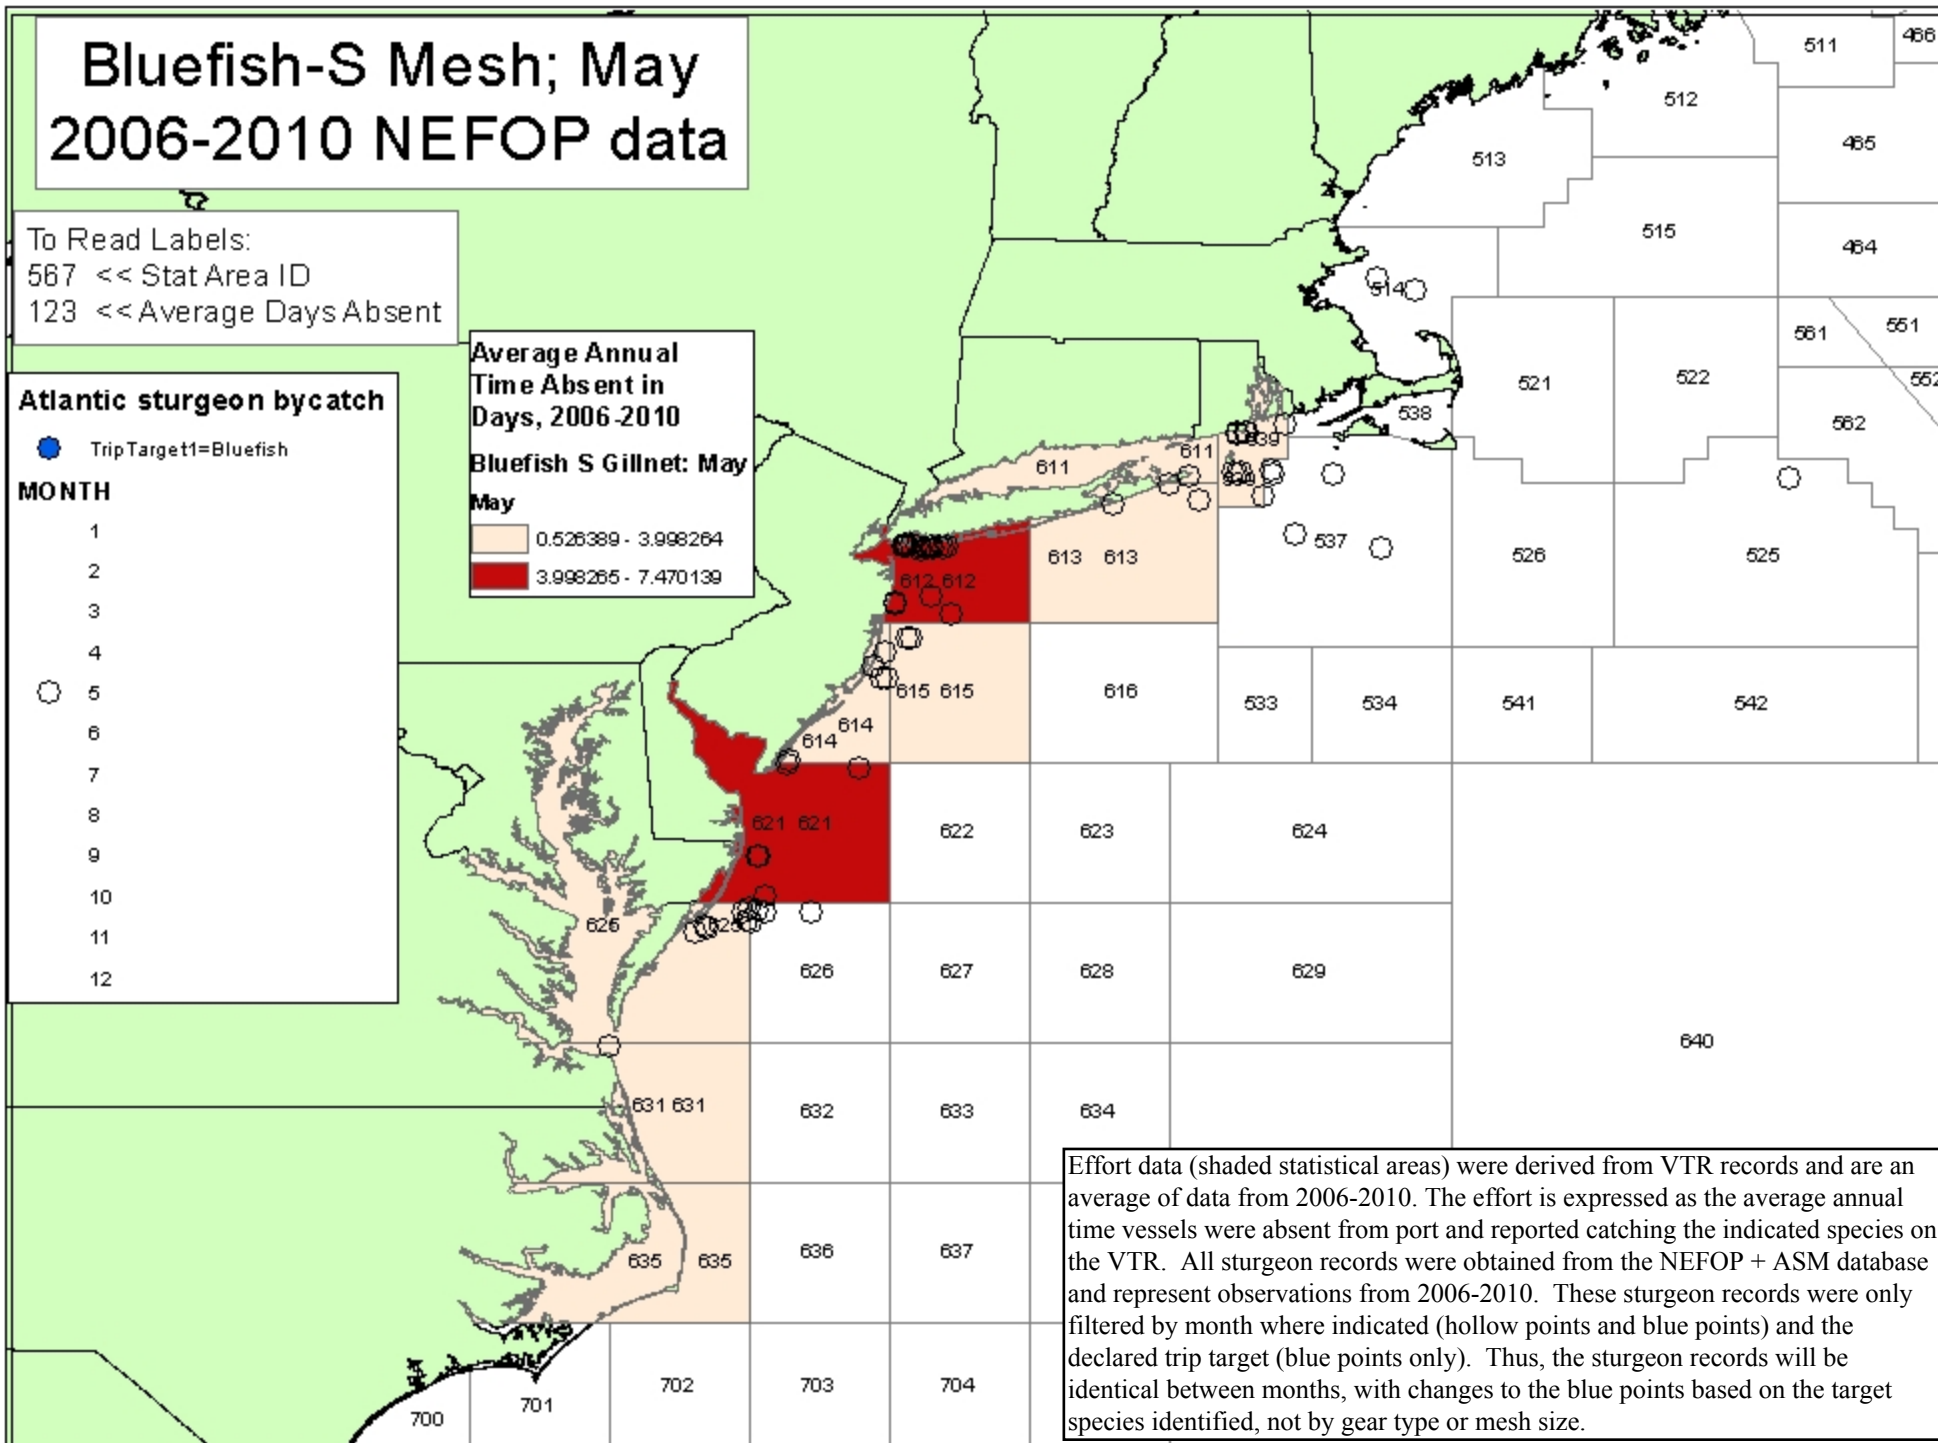 Bluefish-S Mesh; May
2006-2010 NEFOP data
To Read Labels:
567 << Stat Area ID
123 << Average Days Absent
Atlantic sturgeon bycatch
TripTarget1=Bluefish
MONTH
1
2
3
4
5
6
7
8
9
10
11
12
Average Annual
Time Absent in
Days, 2006-2010
Bluefish S Gillnet: May
May
0.526389 - 3.998264
3.998265 - 7.470139
511
466
512
465
513
515
464
514
561
551
521
522
552
538
562
539
611
611
537
613 613
526
525
612 612
615 615
616
533
534
541
542
614
614
621 621
622
623
624
625
626
627
628
629
640
631 631
632
633
634
635
635
636
637
700
701
702
703
704
Effort data (shaded statistical areas) were derived from VTR records and are an
average of data from 2006-2010. The effort is expressed as the average annual
time vessels were absent from port and reported catching the indicated species on
the VTR. All sturgeon records were obtained from the NEFOP + ASM database
and represent observations from 2006-2010. These sturgeon records were only
filtered by month where indicated (hollow points and blue points) and the
declared trip target (blue points only). Thus, the sturgeon records will be
identical between months, with changes to the blue points based on the target
species identified, not by gear type or mesh size.